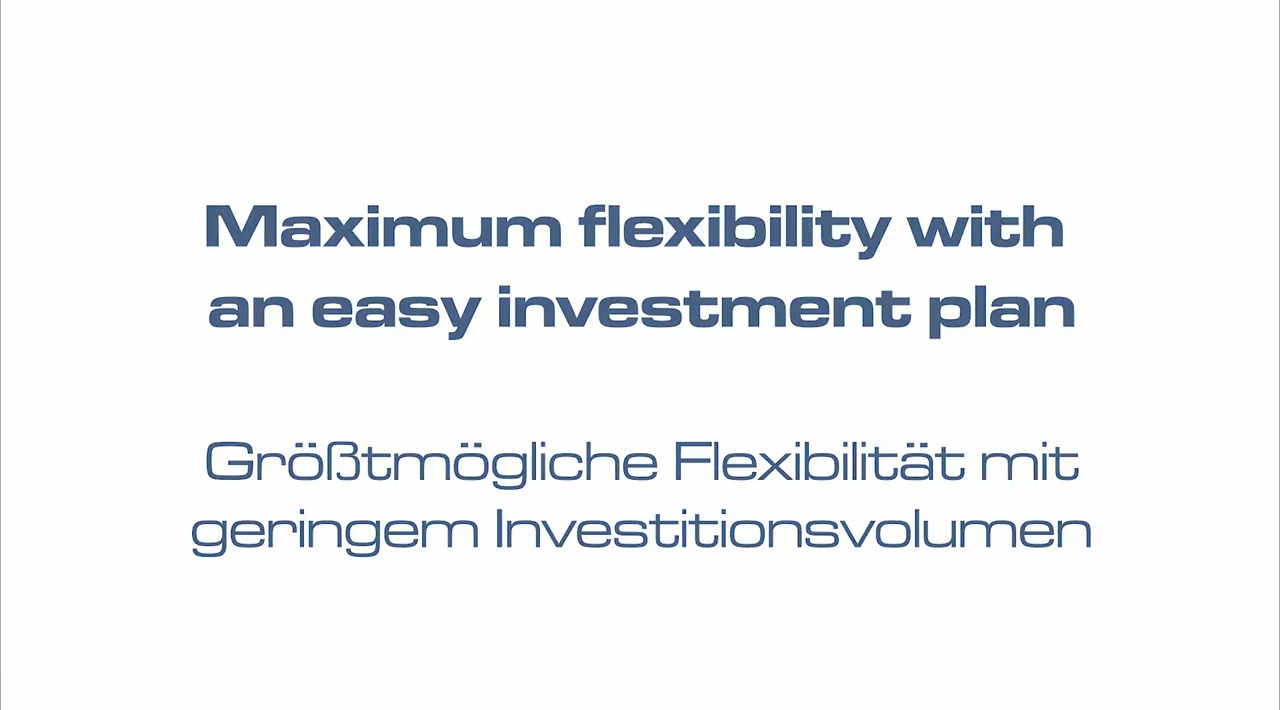 Maximum flexibility with
an easy investment plan
Größtmögliche Flexibilität mit
geringem Investitionsvolumen